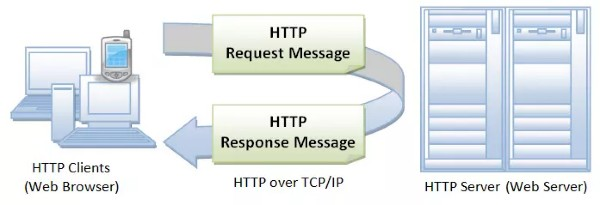 HTTP
Request Message
HTTP
Response Message
HTTP Clients
(Web Browser)
HTTP over TCP/IP
HTTP Server (Web Server)